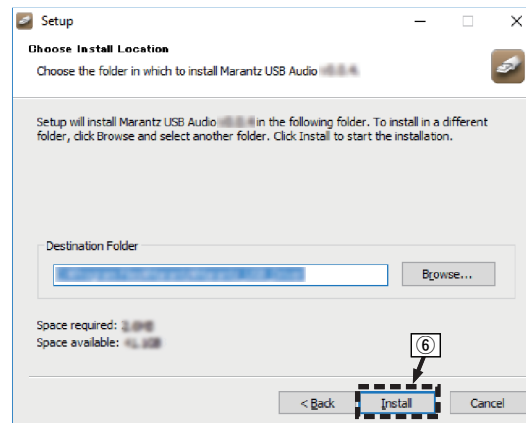 Setup
Choose Install Location
Choose the folder in which to install Marantz USB Audio
Setup will install Marantz USB Audio in the following folder. To install in a different
folder, click Browse and select another folder. Click Install to start the installation.
Destination Folder
Browse...
Space required:
Space available:
⑥
< Back Install Cancel